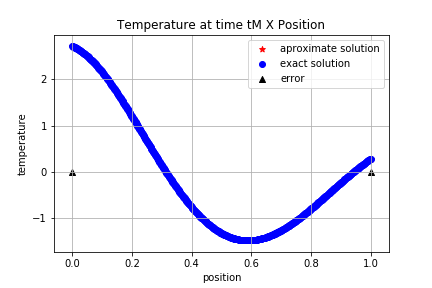 Temperature at time tM X Position
aproximate solution
exact solution
error
temperature
2
1
0
−1
0.0 0.2 0.4 0.6 0.8 1.0
position